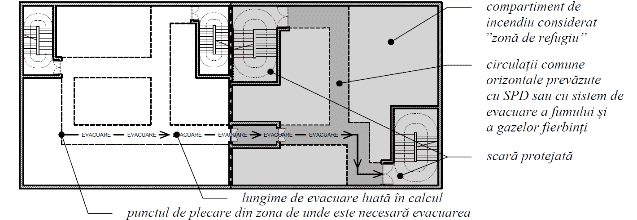 compartiment de
incendiu considerat
”zonă de refugiu”
circulații comune
orizontale prevăzute
cu SPD sau cu sistem de
evacuare a fumului și
a gazelor fierbinți
scară protejată
EVACUARE EVACUARE EVACUARE EVACUARE EVACUARE
lungime de evacuare luată în calcul
punctul de plecare din zona de unde este necesară evacuarea